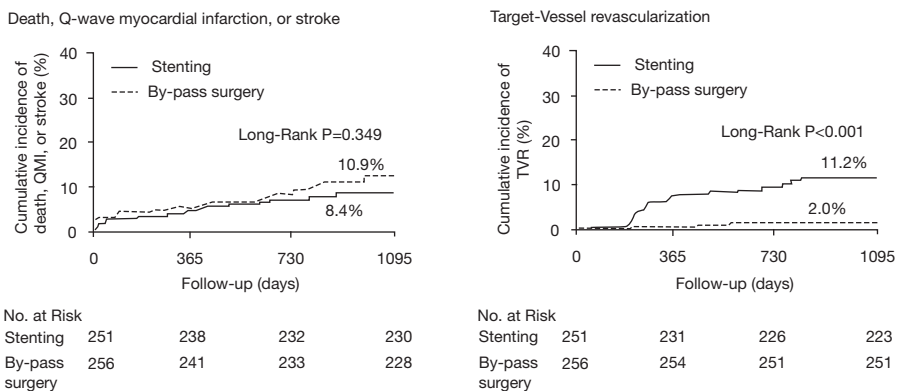 Death, Q-wave myocardial infarction, or stroke
Cumulative incidence of
death, QMI, or stroke (%)
40
30
20
10
0
Stenting
By-pass surgery
Long-Rank P=0.349
10.9%
8.4%
0 365 730 1095
Follow-up (days)
No. at Risk
Stenting 251 238 232 230
By-pass 256 241 233 228
surgery
Target-Vessel revascularization
Cumulative incidence of
TVR (%)
40
30
20
10
0
Stenting
By-pass surgery
Long-Rank P<0.001
11.2%
2.0%
0 365 730 1095
Follow-up (days)
No. at Risk
Stenting 251 231 226 223
By-pass 256 254 251 251
surgery